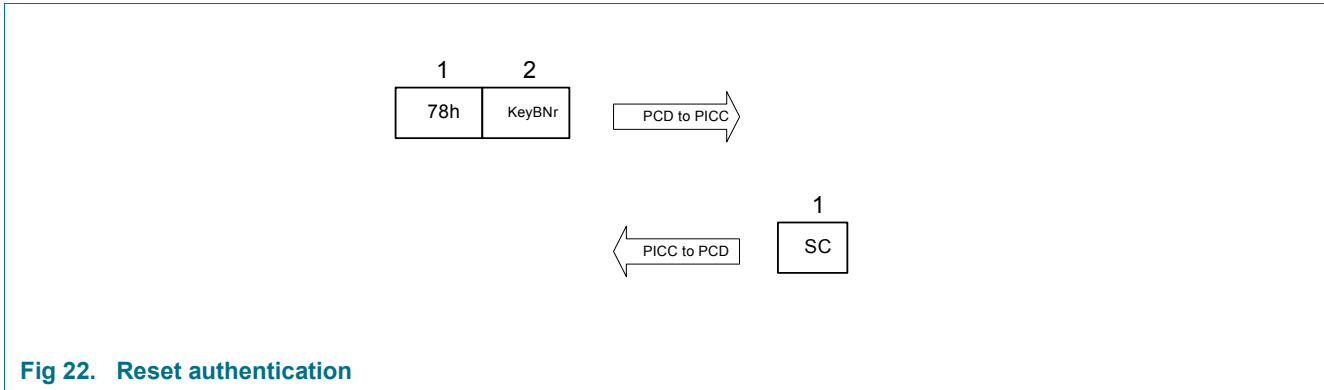 1 2
78h KeyBNr PCD to PICC
1
PICC to PCD SC
Fig 22. Reset authentication